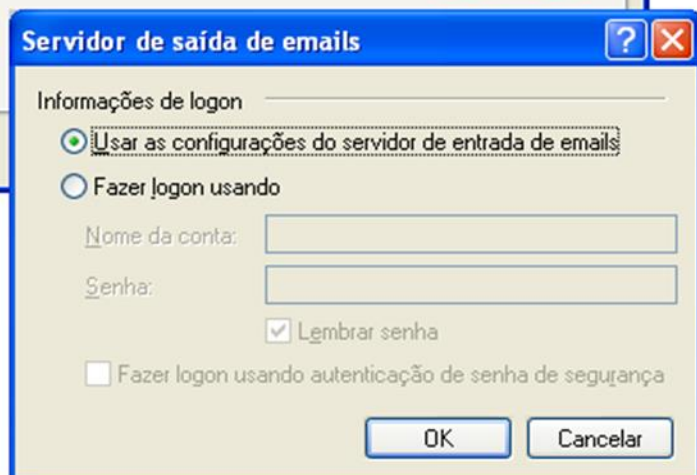 Servidor de saída de emails
Informações de logon
Usar as configurações do servidor de entrada de emails
Fazer logon usando
Nome da conta:
Senha:
Lembrar senha
Fazer logon usando autenticação de senha de segurança
OK Cancelar